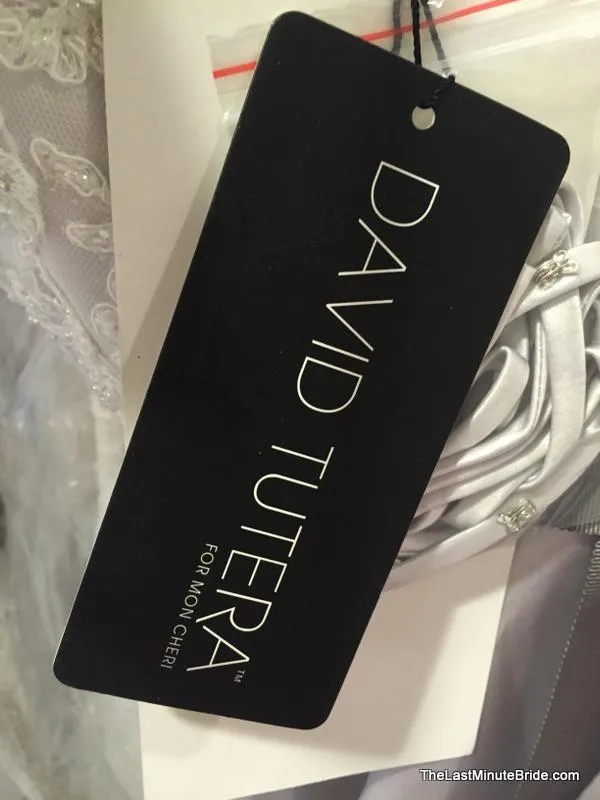 DAVID TUTERA™
FOR MON CHERI
TheLastMinuteBride.com